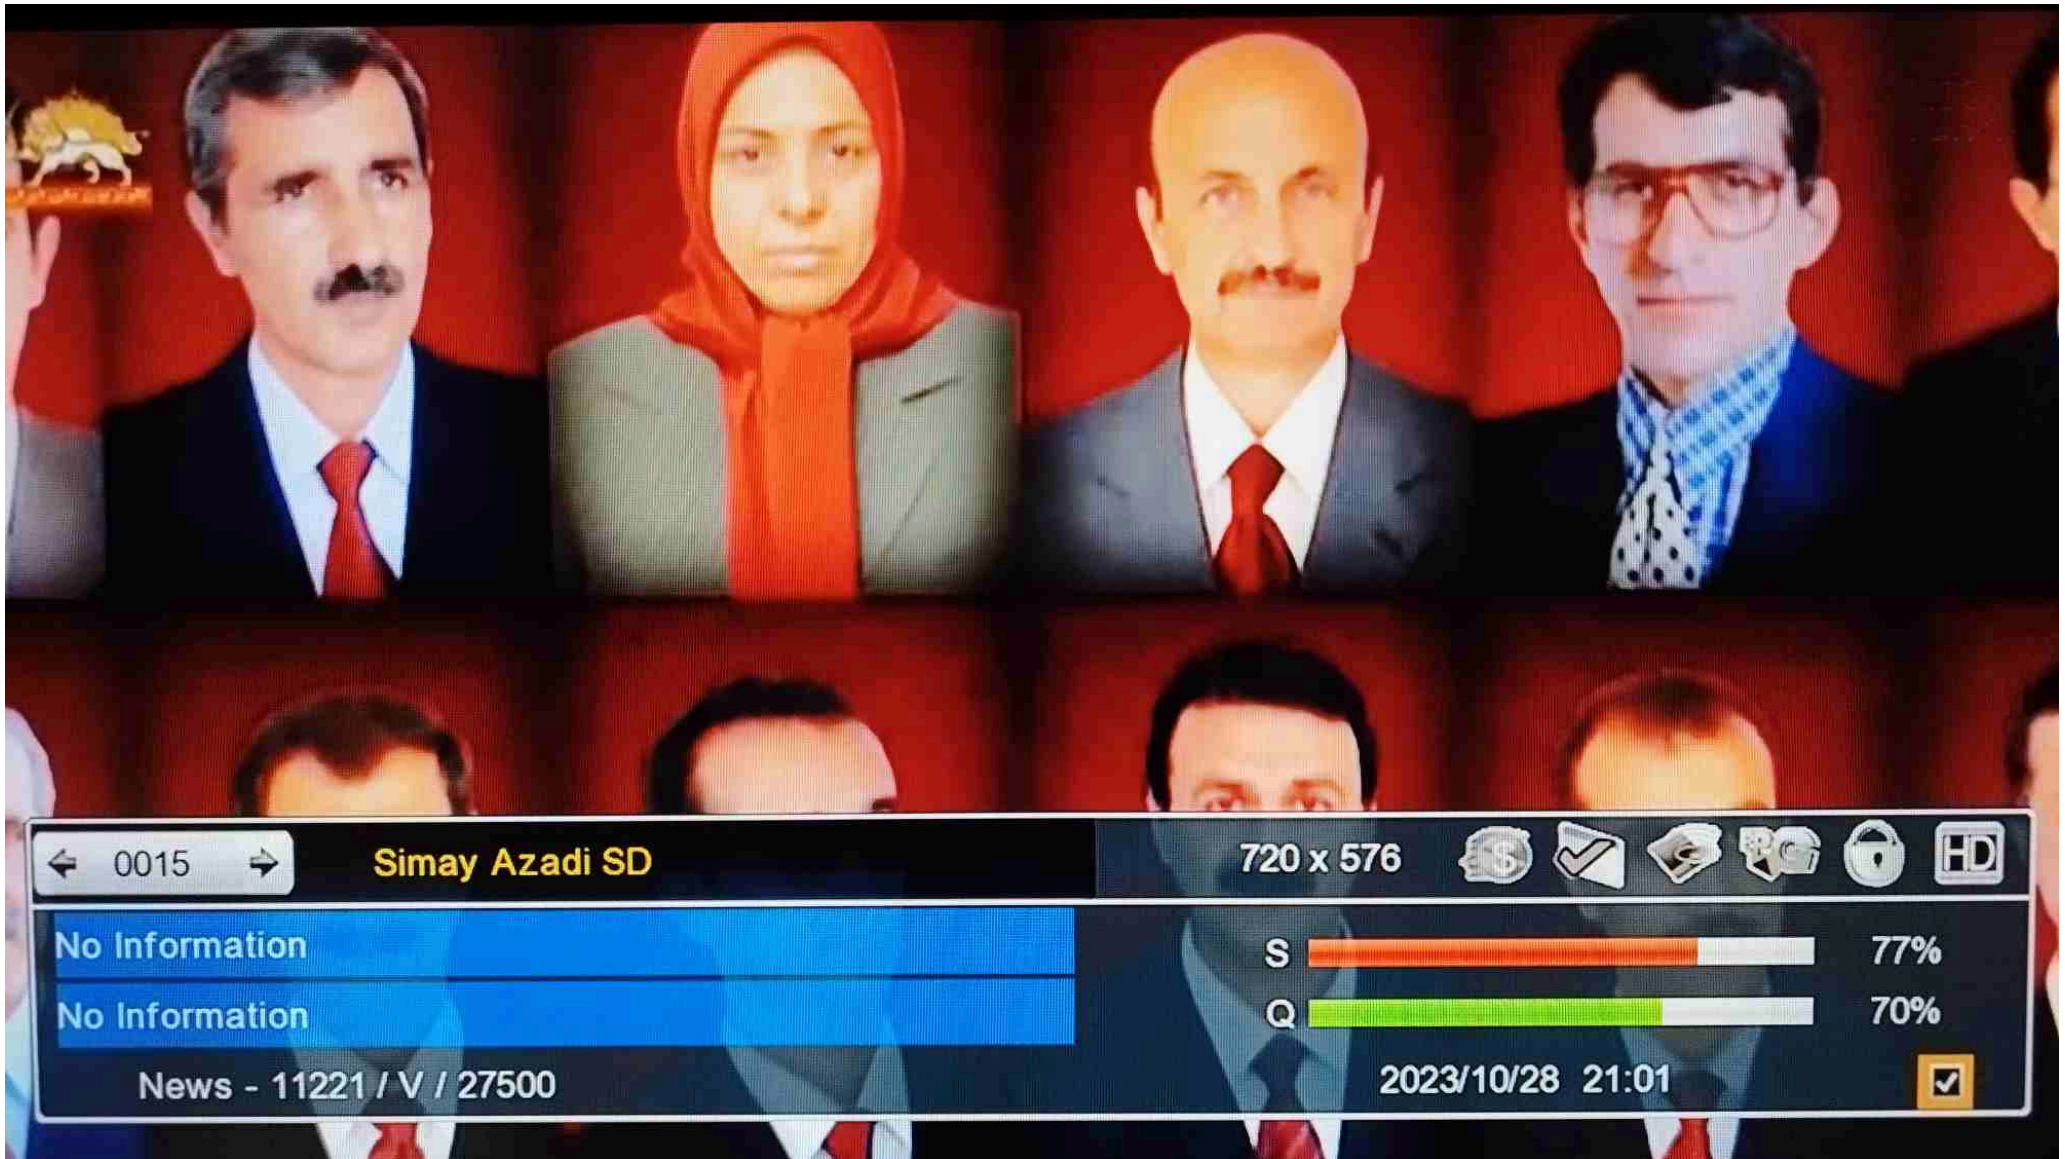 0015
Simay Azadi SD
720 x 576
HD
No Information
No Information
S 77%
Q 70%
News - 11221 / V / 27500
2023/10/28 21:01